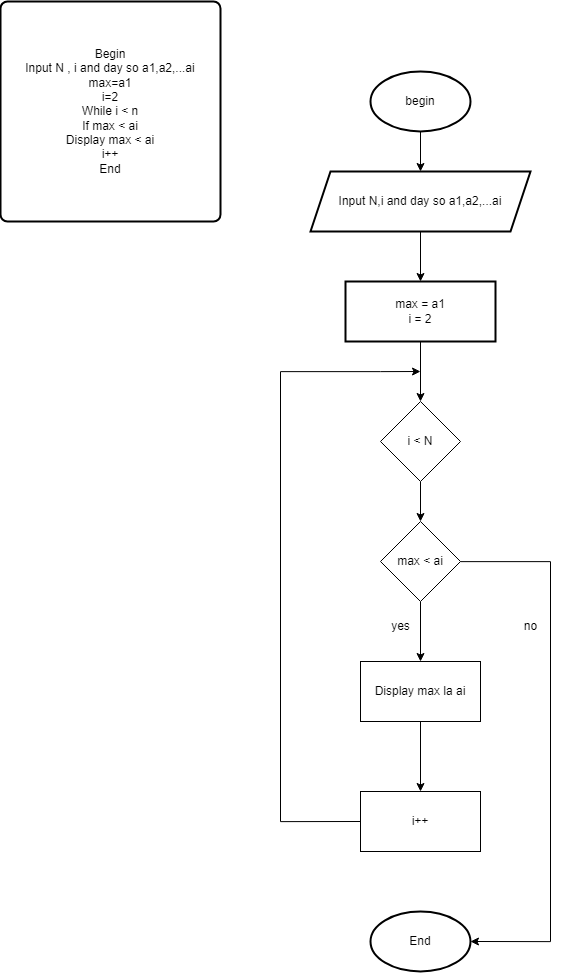 Begin
Input N , i and day so a1,a2,...ai
max=a1
i=2
While i < n
If max < ai
Display max < ai
i++
End
begin
Input N,i and day so a1,a2,...ai
max = a1
i = 2
i < N
max < ai
yes
no
Display max la ai
i++
End